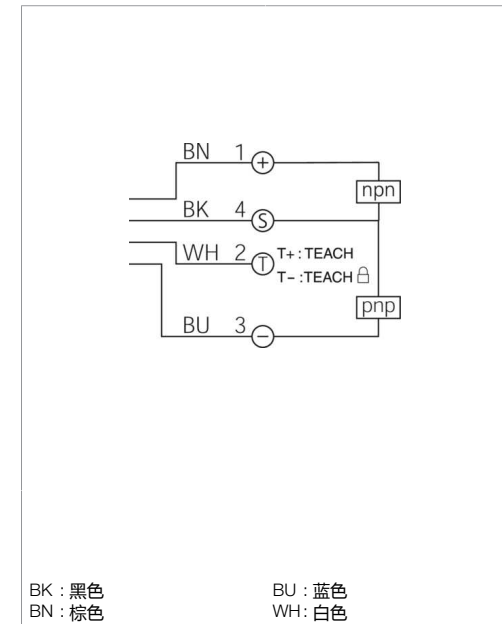 BN 1 +
npn
BK 4 S
WH 2 T T+: TEACH
T- :TEACH
pnp
BU 3 -
BK : 黑色 BU : 蓝色
BN : 棕色 WH: 白色